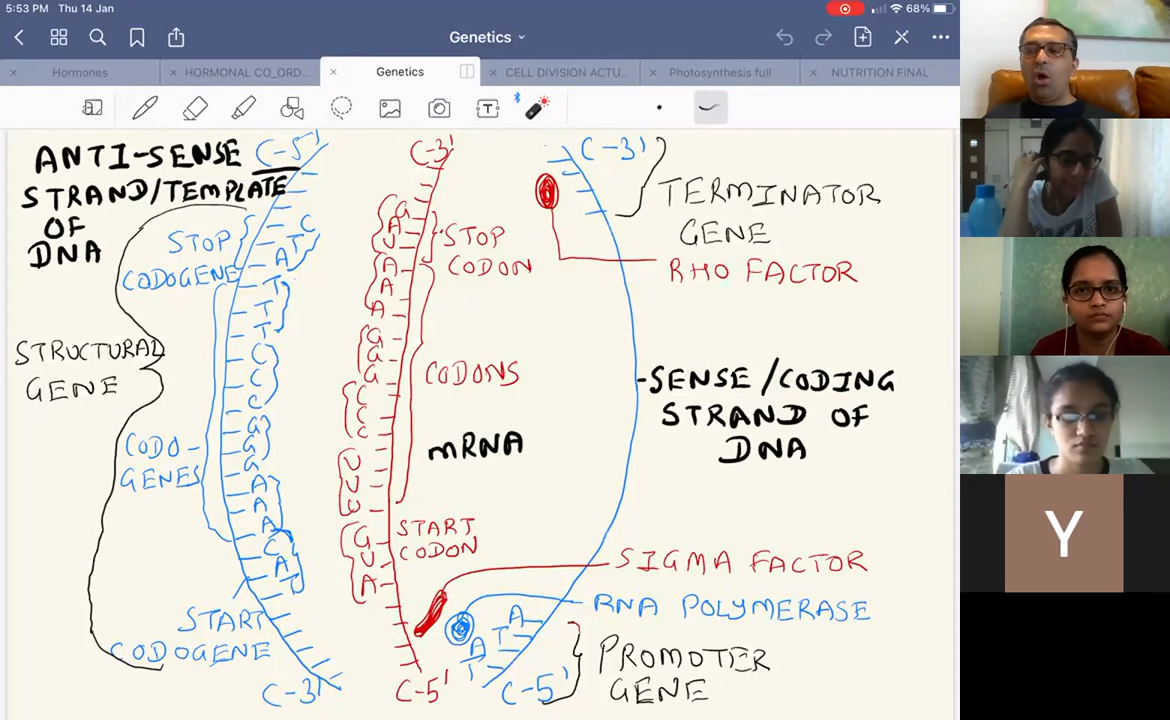 5:53 PM Thu 14 Jan
68%
Genetics
Hormones
HORMONAL CO_ORD...
Genetics
CELL DIVISION ACTU...
Photosynthesis full
NUTRITION FINAL
T
ANTI-SENSE
STRAND/TEMPLATE
OF
DNA
C-5'
C-3'
C-3'
TERMINATOR
GENE
RHO FACTOR
STOP
CODOGENE
C
T
A
T
T
T
C
C
C
G
G
G
A
A
A
C
A
T
G
A
U
A
A
A
G
G
G
C
C
C
U
U
U
G
U
A
STOP
CODON
CODONS
mRNA
START
CODON
STRUCTURAL
GENE
CODO-
GENES
START
CODOGENE
C-3'
C-5'
C-5'
-SENSE/CODING
STRAND OF
DNA
SIGMA FACTOR
RNA POLYMERASE
A
T
A
T
PROMOTER
GENE
Y